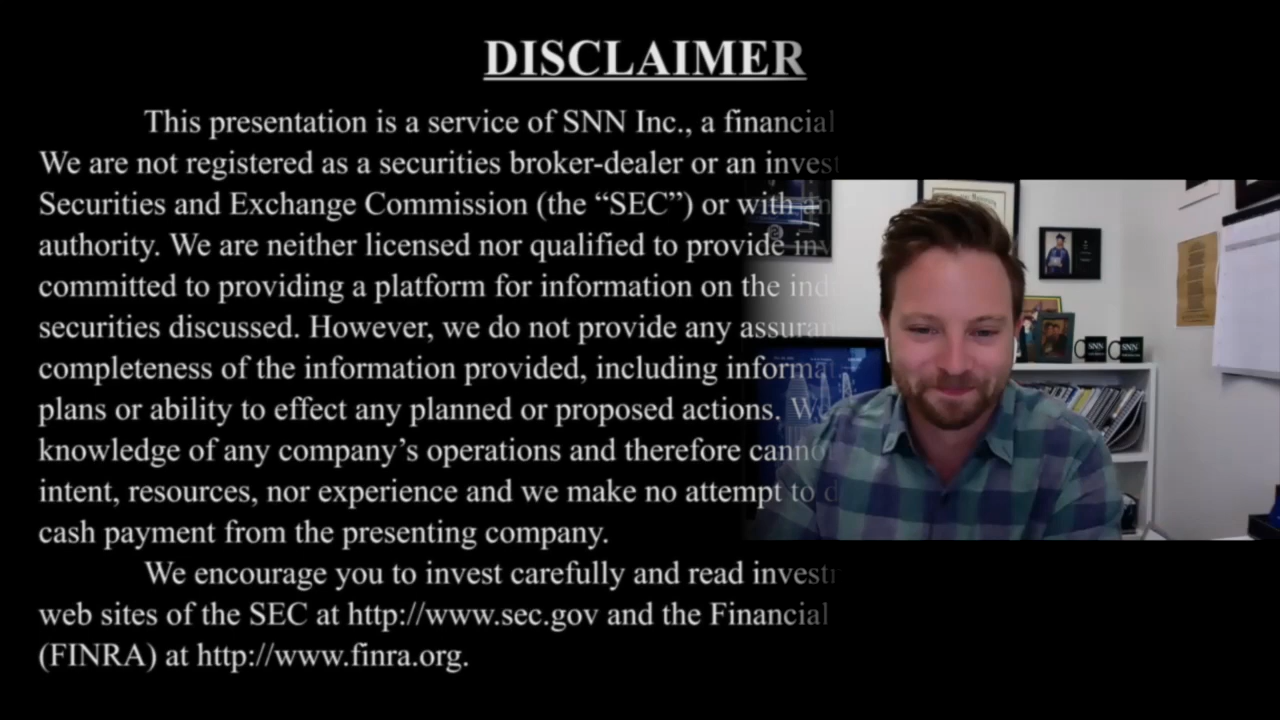 DISCLAIMER
This presentation is a service of SNN Inc., a financial
We are not registered as a securities broker-dealer or an
Securities and Exchange Commission (the “SEC”) or with
authority. We are neither licensed nor qualified to provide
committed to providing a platform for information on the
securities discussed. However, we do not provide any
completeness of the information provided, including
plans or ability to effect any planned or proposed actions.
knowledge of any company’s operations and therefore
intent, resources, nor experience and we make no attempt to
cash payment from the presenting company.
We encourage you to invest carefully and read
web sites of the SEC at http://www.sec.gov and the Financial
(FINRA) at http://www.finra.org.
SNN
SNN